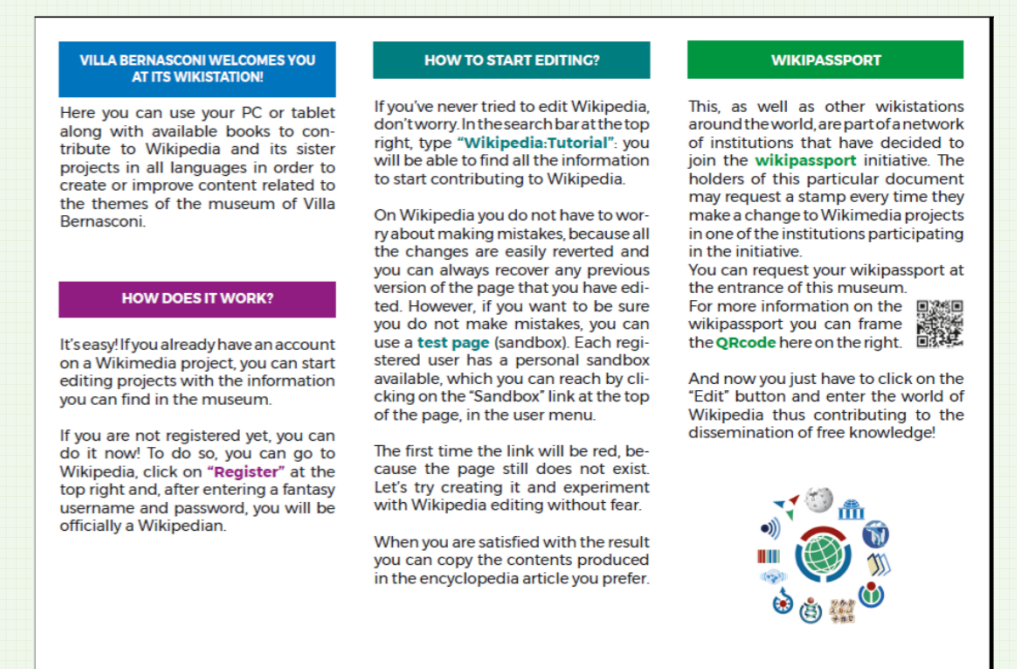 VILLA BERNASCONI WELCOMES YOU
AT ITS WIKISTATION!
Here you can use your PC or tablet
along with available books to con-
tribute to Wikipedia and its sister
projects in all languages in order to
create or improve content related to
the themes of the museum of Villa
Bernasconi.
HOW DOES IT WORK?
It's easy! If you already have an account
on a Wikimedia project, you can start
editing projects with the information
you can find in the museum.
If you are not registered yet, you can
do it now! To do so, you can go to
Wikipedia, click on "Register" at the
top right and, after entering a fantasy
username and password, you will be
officially a Wikipedian.
HOW TO START EDITING?
If you've never tried to edit Wikipedia,
don't worry. In the search bar at the top
right, type "Wikipedia:Tutorial": you
will be able to find all the information
to start contributing to Wikipedia.
On Wikipedia you do not have to wor-
ry about making mistakes, because all
the changes are easily reverted and
you can always recover any previous
version of the page that you have edi-
ted. However, if you want to be sure
you do not make mistakes, you can
use a test page (sandbox). Each regi-
stered user has a personal sandbox
available, which you can reach by cli-
cking on the "Sandbox" link at the top
of the page, in the user menu.
The first time the link will be red, be-
cause the page still does not exist.
Let's try creating it and experiment
with Wikipedia editing without fear.
When you are satisfied with the result
you can copy the contents produced
in the encyclopedia article you prefer.
WIKIPASSPORT
This, as well as other wikistations
around the world, are part of a network
of institutions that have decided to
join the wikipassport initiative. The
holders of this particular document
may request a stamp every time they
make a change to Wikimedia projects
in one of the institutions participating
in the initiative.
You can request your wikipassport at
the entrance of this museum.
For more information on the
wikipassport you can frame
the QRcode here on the right.
And now you just have to click on the
"Edit" button and enter the world of
Wikipedia thus contributing to the
dissemination of free knowledge!